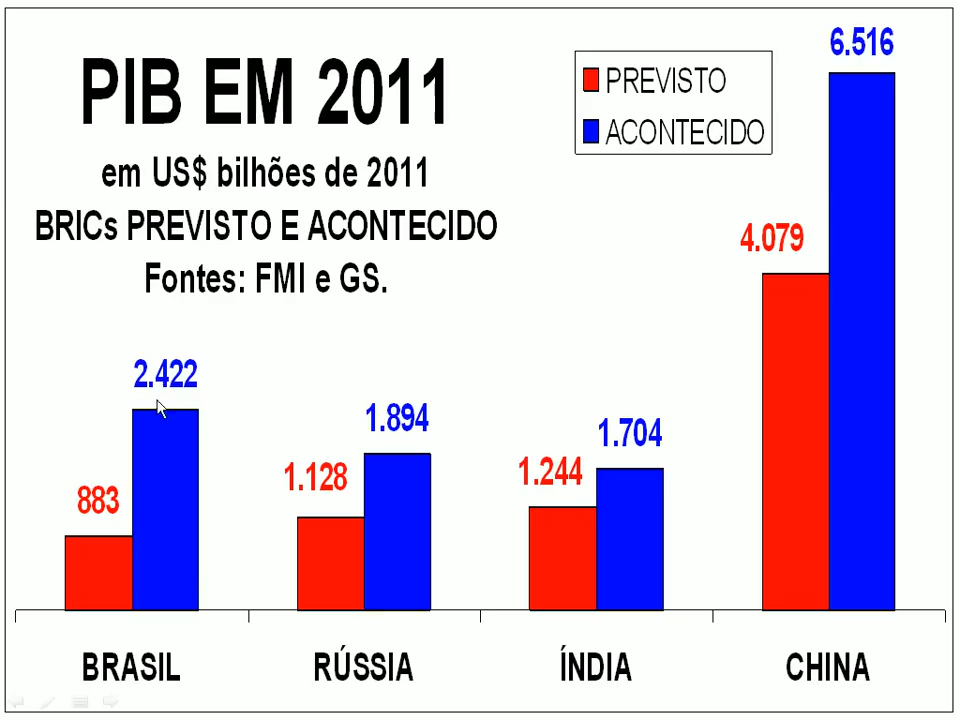 PIB EM 2011
em US$ bilhões de 2011
BRICs PREVISTO E ACONTECIDO
Fontes: FMI e GS.
PREVISTO
ACONTECIDO
6.516
4.079
2.422
1.894
1.704
883
1.128
1.244
BRASIL RÚSSIA ÍNDIA CHINA